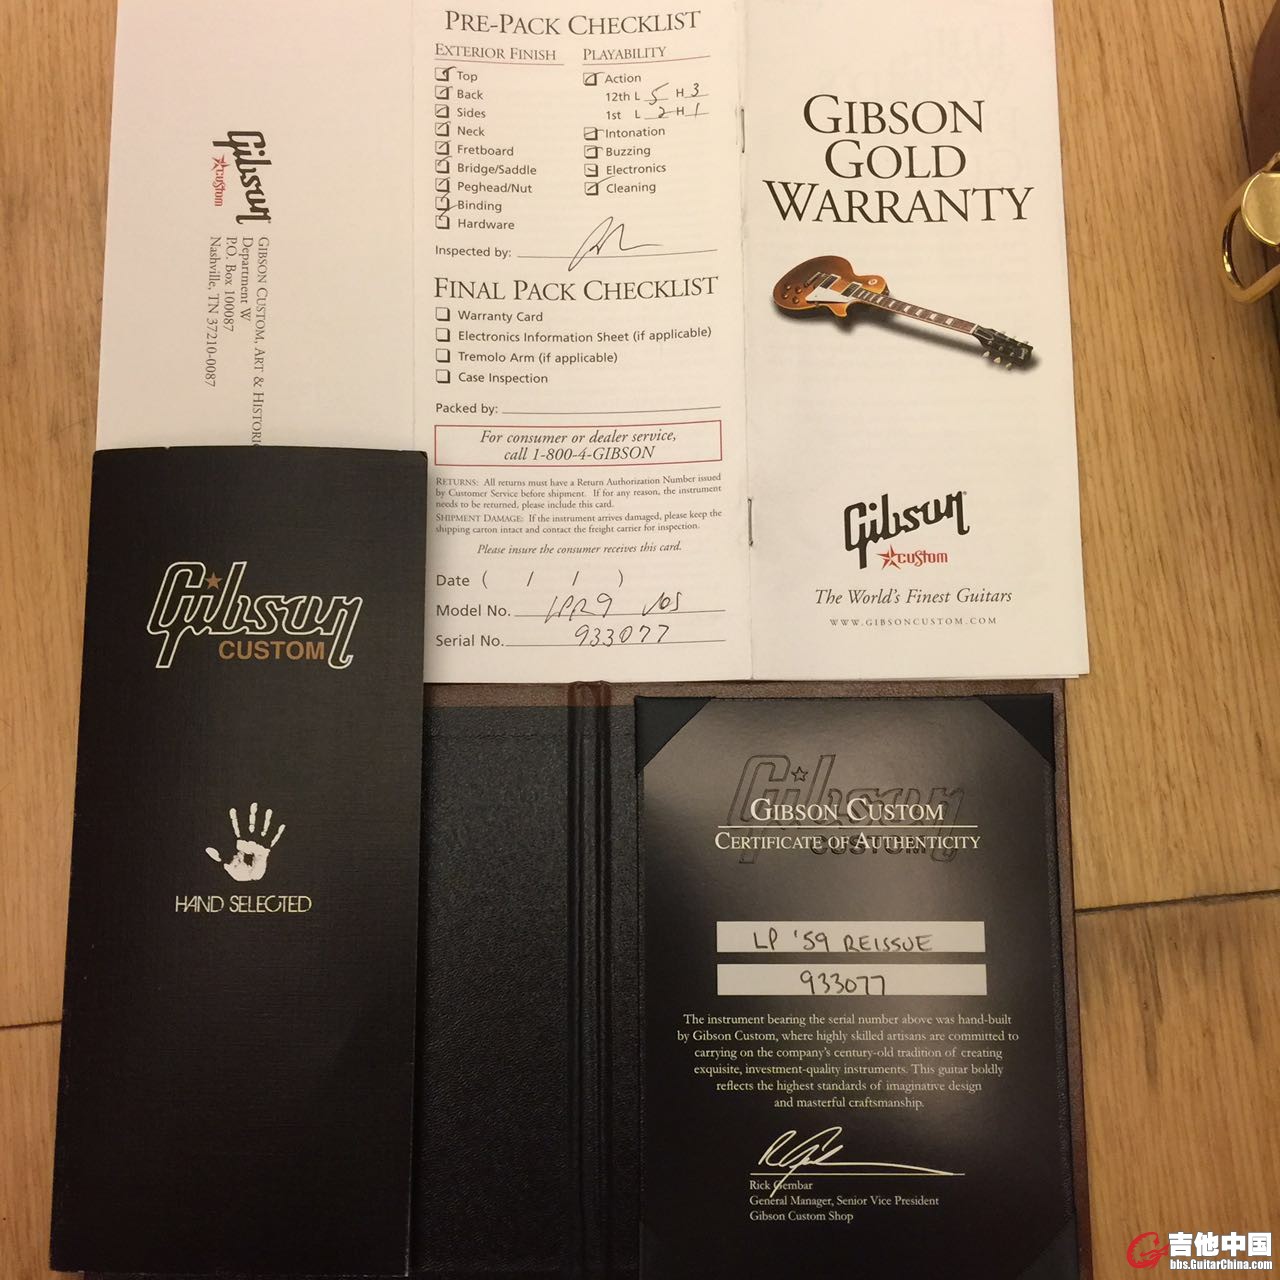 Gibson
CUSTOM
GIBSON CUSTOM, ART & HISTORIC
Department W
P.O. Box 100087
Nashville, TN 37210-0087
PRE-PACK CHECKLIST
EXTERIOR FINISH
Top
Back
Sides
Neck
Fretboard
Bridge/Saddle
Peghead/Nut
Binding
Hardware
PLAYABILITY
Action
12th L 5 H 3
1st L 2 H 1
Intonation
Buzzing
Electronics
Cleaning
Inspected by:
FINAL PACK CHECKLIST
Warranty Card
Electronics Information Sheet (if applicable)
Tremolo Arm (if applicable)
Case Inspection
Packed by:
For consumer or dealer service,
call 1-800-4-GIBSON
RETURNS: All returns must have a Return Authorization Number issued
by Customer Service before shipment. If for any reason, the instrument
needs to be returned, please include this card.
SHIPMENT DAMAGE: If the instrument arrives damaged, please keep the
shipping carton intact and contact the freight carrier for inspection.
Please insure the consumer receives this card.
Date ( / / )
Model No. LPR9 VOS
Serial No. 933077
GIBSON
GOLD
WARRANTY
Gibson
CUSTOM
The World's Finest Guitars
WWW.GIBSONCUSTOM.COM
Gibson
CUSTOM
HAND SELECTED
Gibson
CUSTOM
GIBSON CUSTOM
CERTIFICATE OF AUTHENTICITY
LP '59 REISSUE
933077
The instrument bearing the serial number above was hand-built
by Gibson Custom, where highly skilled artisans are committed to
carrying on the company's century-old tradition of creating
exquisite, investment-quality instruments. This guitar boldly
reflects the highest standards of imaginative design
and masterful craftsmanship.
Rick Gembar
General Manager, Senior Vice President
Gibson Custom Shop
吉他中国
bbs.GuitarChina.com